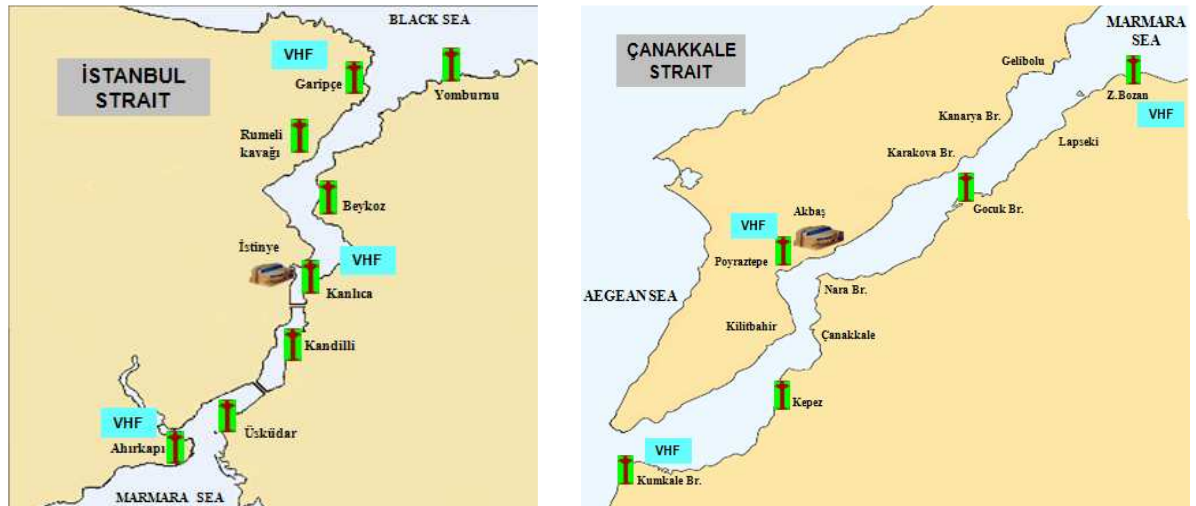 BLACK SEA
VHF
İSTANBUL
STRAIT
Garipçe
Yomburnu
Rumeli
kavağı
Beykoz
İstinye
VHF
Kanlıca
Kandilli
VHF
Üsküdar
Ahırkapı
MARMARA SEA
ÇANAKKALE
STRAIT
MARMARA
SEA
Gelibolu
Z.Bozan
VHF
Kanarya Br.
Lapseki
Karakova Br.
Gocuk Br.
Akbaş
VHF
Poyraztepe
Nara Br.
AEGEAN SEA
Kilitbahir
Çanakkale
Kepez
VHF
Kumkale Br.